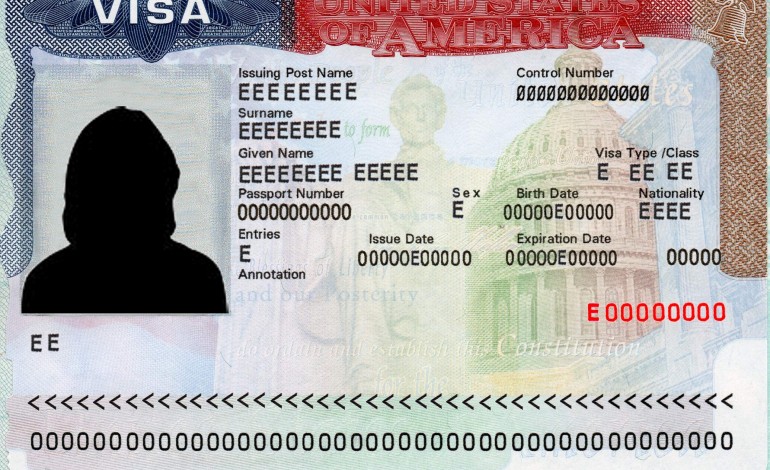 VISA UNITED STATES
OF AMERICA
Issuing Post Name Control Number
EEEEEEEE 0000000000000
Surname
EEEEEEEE to form
Given Name Visa Type /Class
EEEEEEEE EEEEE E EE EE
Passport Number Sex Birth Date Nationality
00000000000 E 00000E00000 EEEE
Entries Issue Date Expiration Date
E 00000E00000 00000E00000 00000
Annotation
and our Posterity
E00000000
EE
do ordain and establish this Constitution
for the
<<<<<<<<<<<<<<<<<<<<<<<<<<<<<<<<<<<<<<<<<<<<
00000000000000000000000000000000000000000000